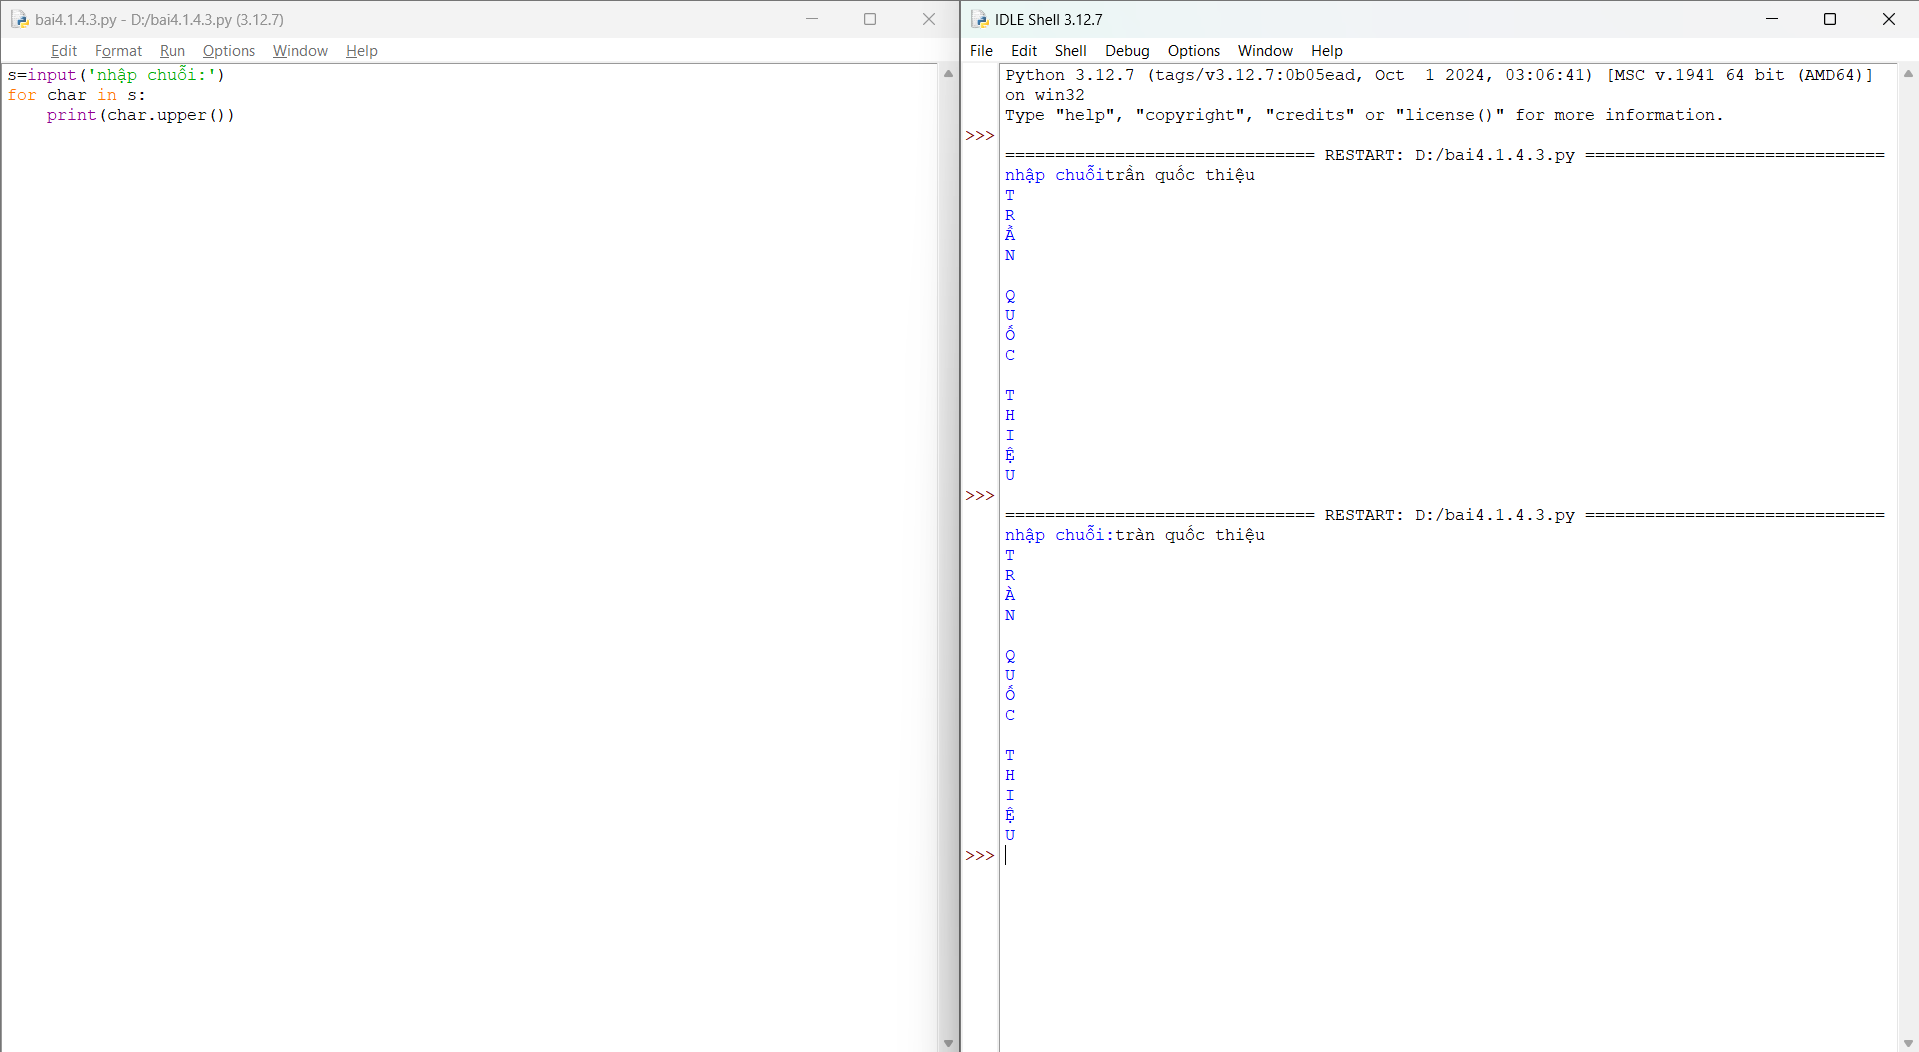 bai4.1.4.3.py - D:/bai4.1.4.3.py (3.12.7)
Edit Format Run Options Window Help
s=input('nhập chuỗi:')
for char in s:
    print(char.upper())
IDLE Shell 3.12.7
File Edit Shell Debug Options Window Help
Python 3.12.7 (tags/v3.12.7:0b05ead, Oct  1 2024, 03:06:41) [MSC v.1941 64 bit (AMD64)]
on win32
Type "help", "copyright", "credits" or "license()" for more information.
>>>
=============================== RESTART: D:/bai4.1.4.3.py ==============================
nhập chuỗitrần quốc thiệu
T
R
Ầ
N

Q
U
Ố
C

T
H
I
Ệ
U
>>>
=============================== RESTART: D:/bai4.1.4.3.py ==============================
nhập chuỗi:tràn quốc thiệu
T
R
À
N

Q
U
Ố
C

T
H
I
Ệ
U
>>>